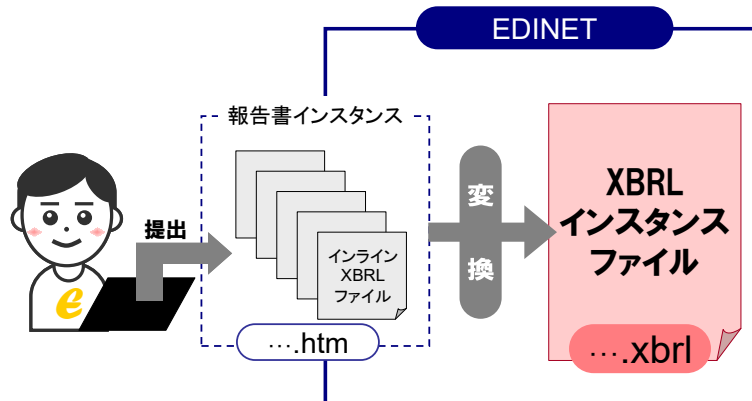 EDINET
報告書インスタンス
提出
e
インライン
XBRL
ファイル
….htm
変
換
XBRL
インスタンス
ファイル
….xbrl